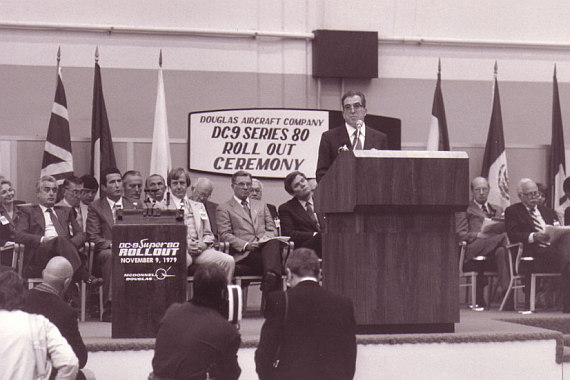 DOUGLAS AIRCRAFT COMPANY
DC9 SERIES 80
ROLL OUT
CEREMONY
DC-9 Super 80
ROLLOUT
NOVEMBER 9, 1979
MCDONNELL
DOUGLAS